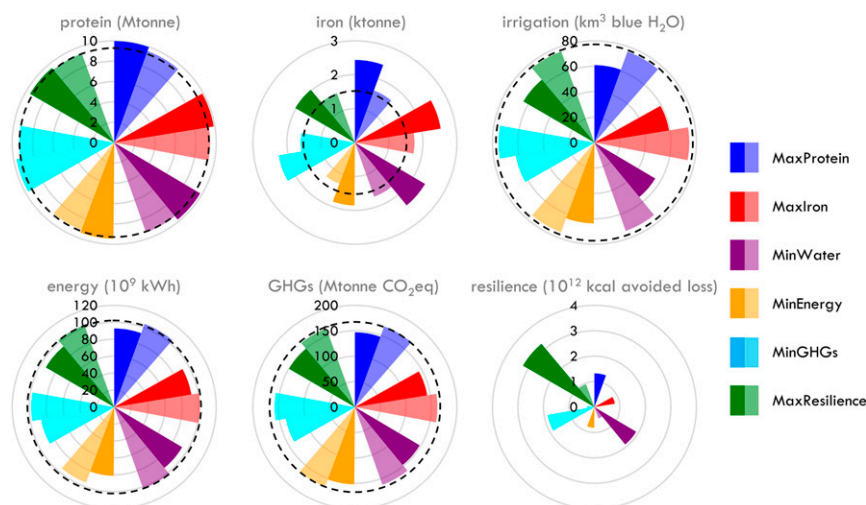 protein (Mtonne)
10
8
6
4
2
0
iron (ktonne)
3
2
1
0
irrigation (km³ blue H₂O)
80
60
40
20
0
energy (10⁹ kWh)
120
100
80
60
40
20
0
GHGs (Mtonne CO₂eq)
200
150
100
50
0
resilience (10¹² kcal avoided loss)
4
3
2
1
0
MaxProtein
MaxIron
MinWater
MinEnergy
MinGHGs
MaxResilience